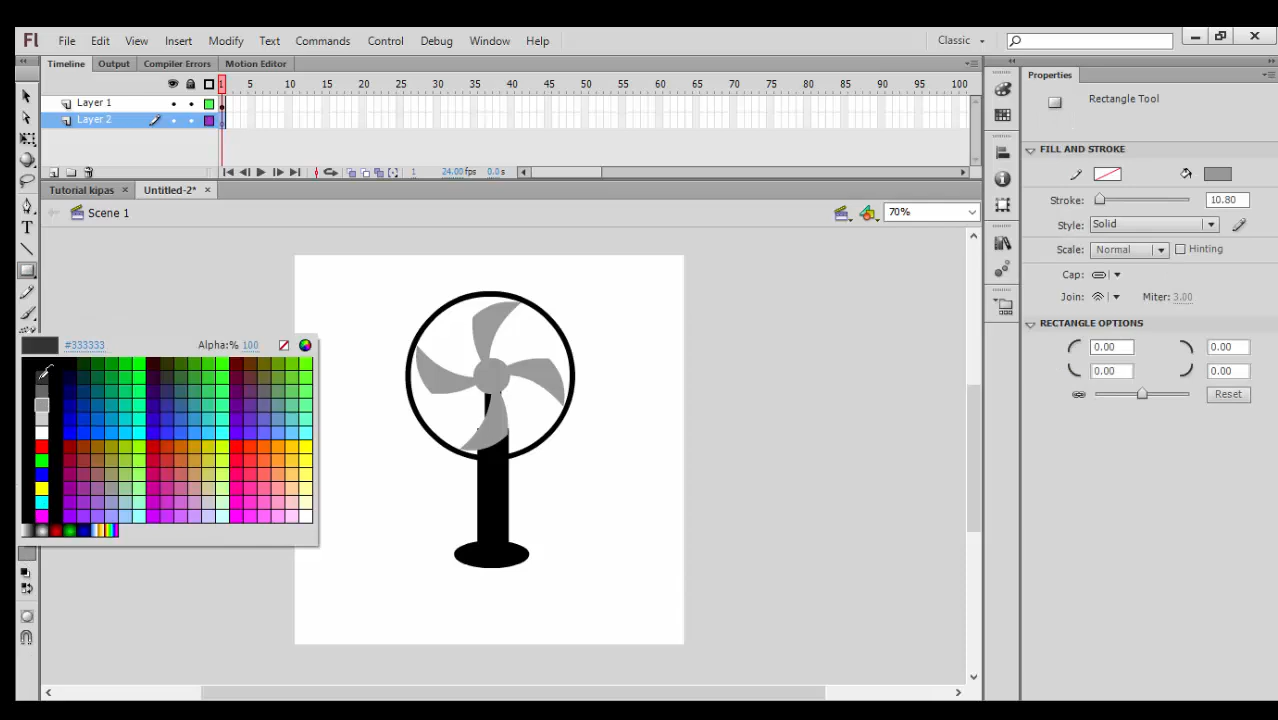 Fl File Edit View Insert Modify Text Commands Control Debug Window Help Classic
Timeline Output Compiler Errors Motion Editor Properties
1 5 10 15 20 25 30 35 40 45 50 55 60 65 70 75 80 85 90 95 100
Rectangle Tool
Layer 1
Layer 2
FILL AND STROKE
1 24.00 fps 0.0 s
Tutorial kipas × Untitled-2* ×
Stroke: 10.80
Scene 1 70%
Style: Solid
Scale: Normal Hinting
Cap:
Join: Miter: 3.00
RECTANGLE OPTIONS
#333333 Alpha:% 100
0.00 0.00
0.00 0.00
Reset